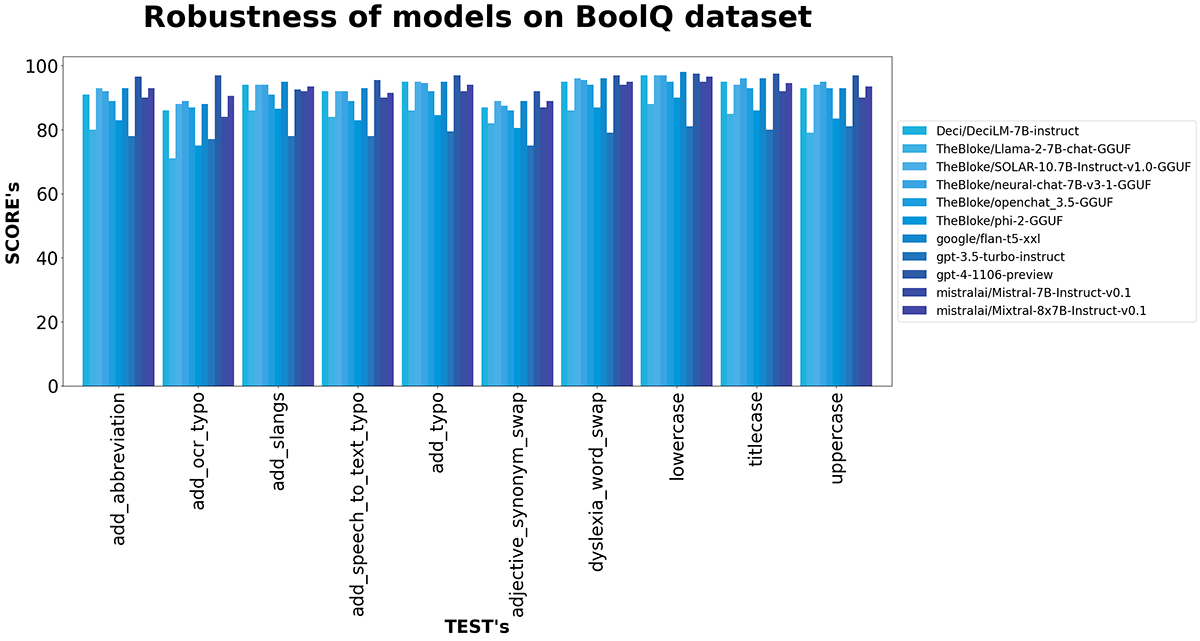 Robustness of models on BoolQ dataset
100
80
60
40
20
0
SCORE's
add_abbreviation
add_ocr_typo
add_slangs
add_speech_to_text_typo
add_typo
adjective_synonym_swap
dyslexia_word_swap
lowercase
titlecase
uppercase
TEST's
Deci/DeciLM-7B-instruct
TheBloke/Llama-2-7B-chat-GGUF
TheBloke/SOLAR-10.7B-Instruct-v1.0-GGUF
TheBloke/neural-chat-7B-v3-1-GGUF
TheBloke/openchat_3.5-GGUF
TheBloke/phi-2-GGUF
google/flan-t5-xxl
gpt-3.5-turbo-instruct
gpt-4-1106-preview
mistralai/Mistral-7B-Instruct-v0.1
mistralai/Mixtral-8x7B-Instruct-v0.1